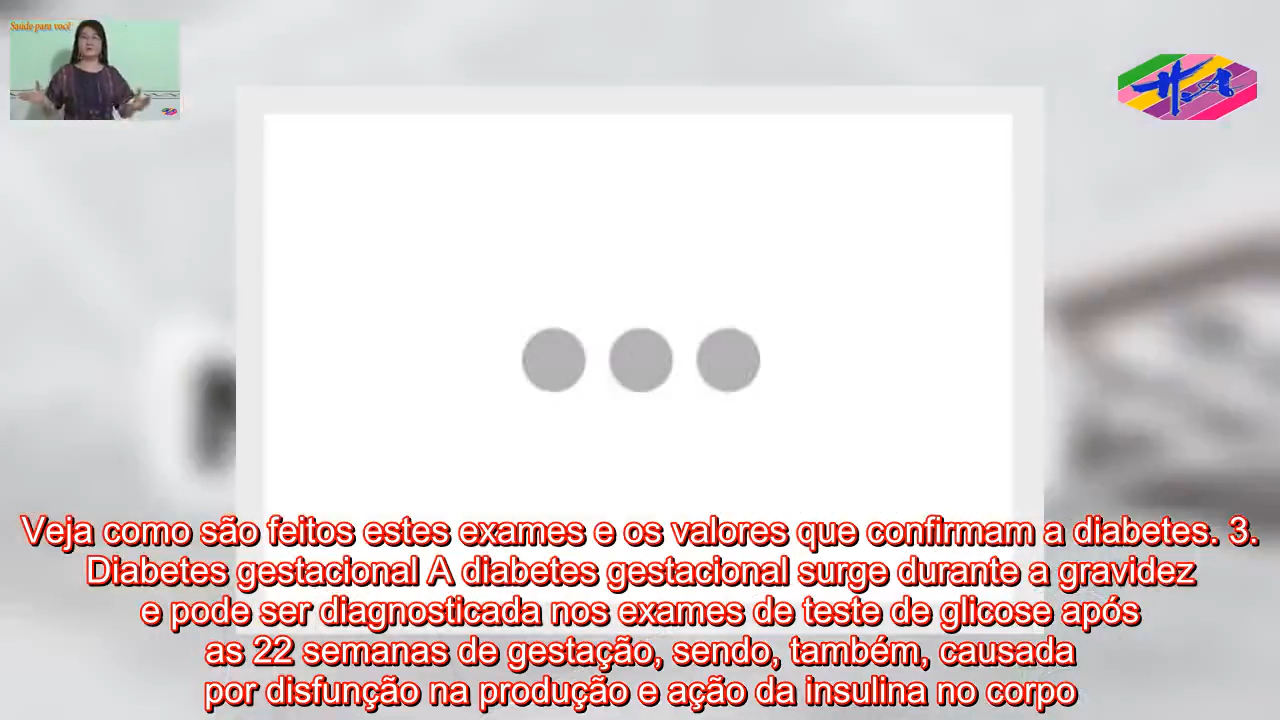 Saúde para você
Veja como são feitos estes exames e os valores que confirmam a diabetes. 3.
Diabetes gestacional A diabetes gestacional surge durante a gravidez
e pode ser diagnosticada nos exames de teste de glicose após
as 22 semanas de gestação, sendo, também, causada
por disfunção na produção e ação da insulina no corpo